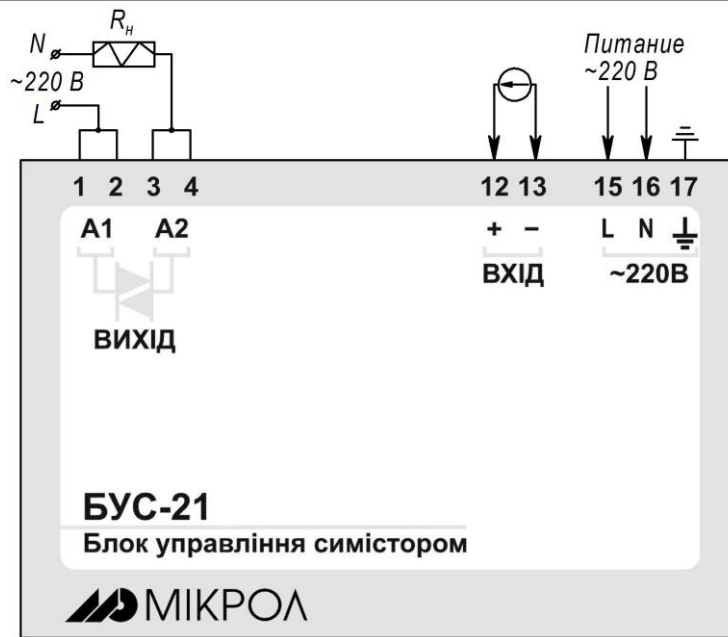 Rн
N
~220 В
L
Питание
~220 В
1 2 3 4 12 13 15 16 17
A1 A2 + − L N
ВХІД ~220В
ВИХІД
БУС-21
Блок управління симістором
МІКРОЛ